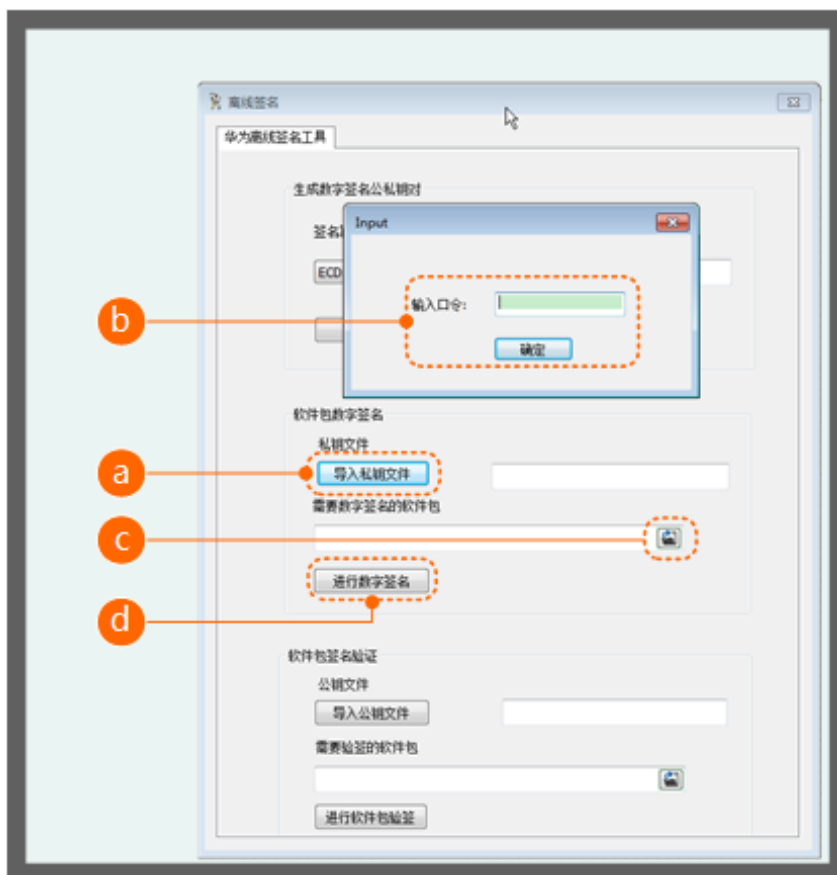 离线签名
华为离线签名工具
生成数字签名公私钥对
签名
Input
ECD
输入口令:
b
确定
软件包数字签名
私钥文件
a
导入私钥文件
需要数字签名的软件包
c
进行数字签名
d
软件包签名验证
公钥文件
导入公钥文件
需要验签的软件包
进行软件包验签